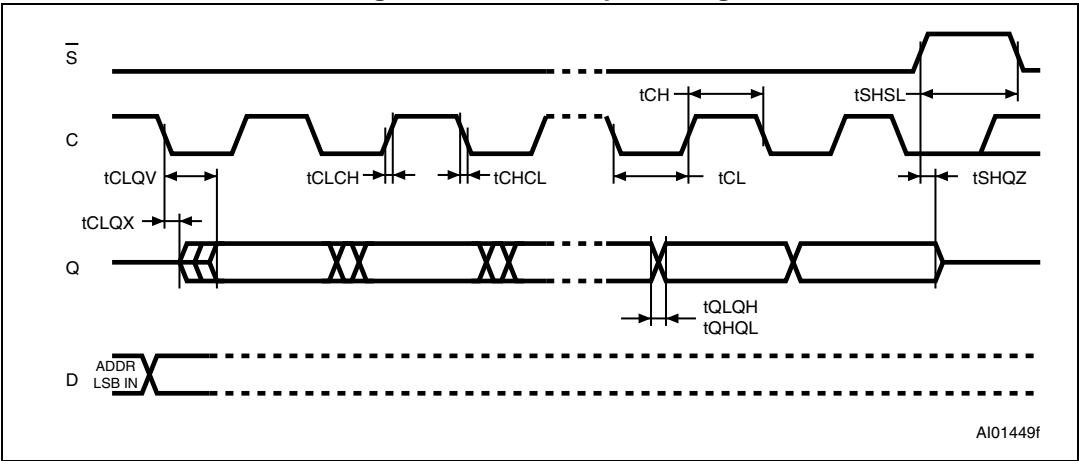 S
tCH
tSHSL
C
tCLQV
tCLCH
tCHCL
tCL
tSHQZ
tCLQX
Q
tQLQH
tQHQL
ADDR
D
LSB IN
AI01449f